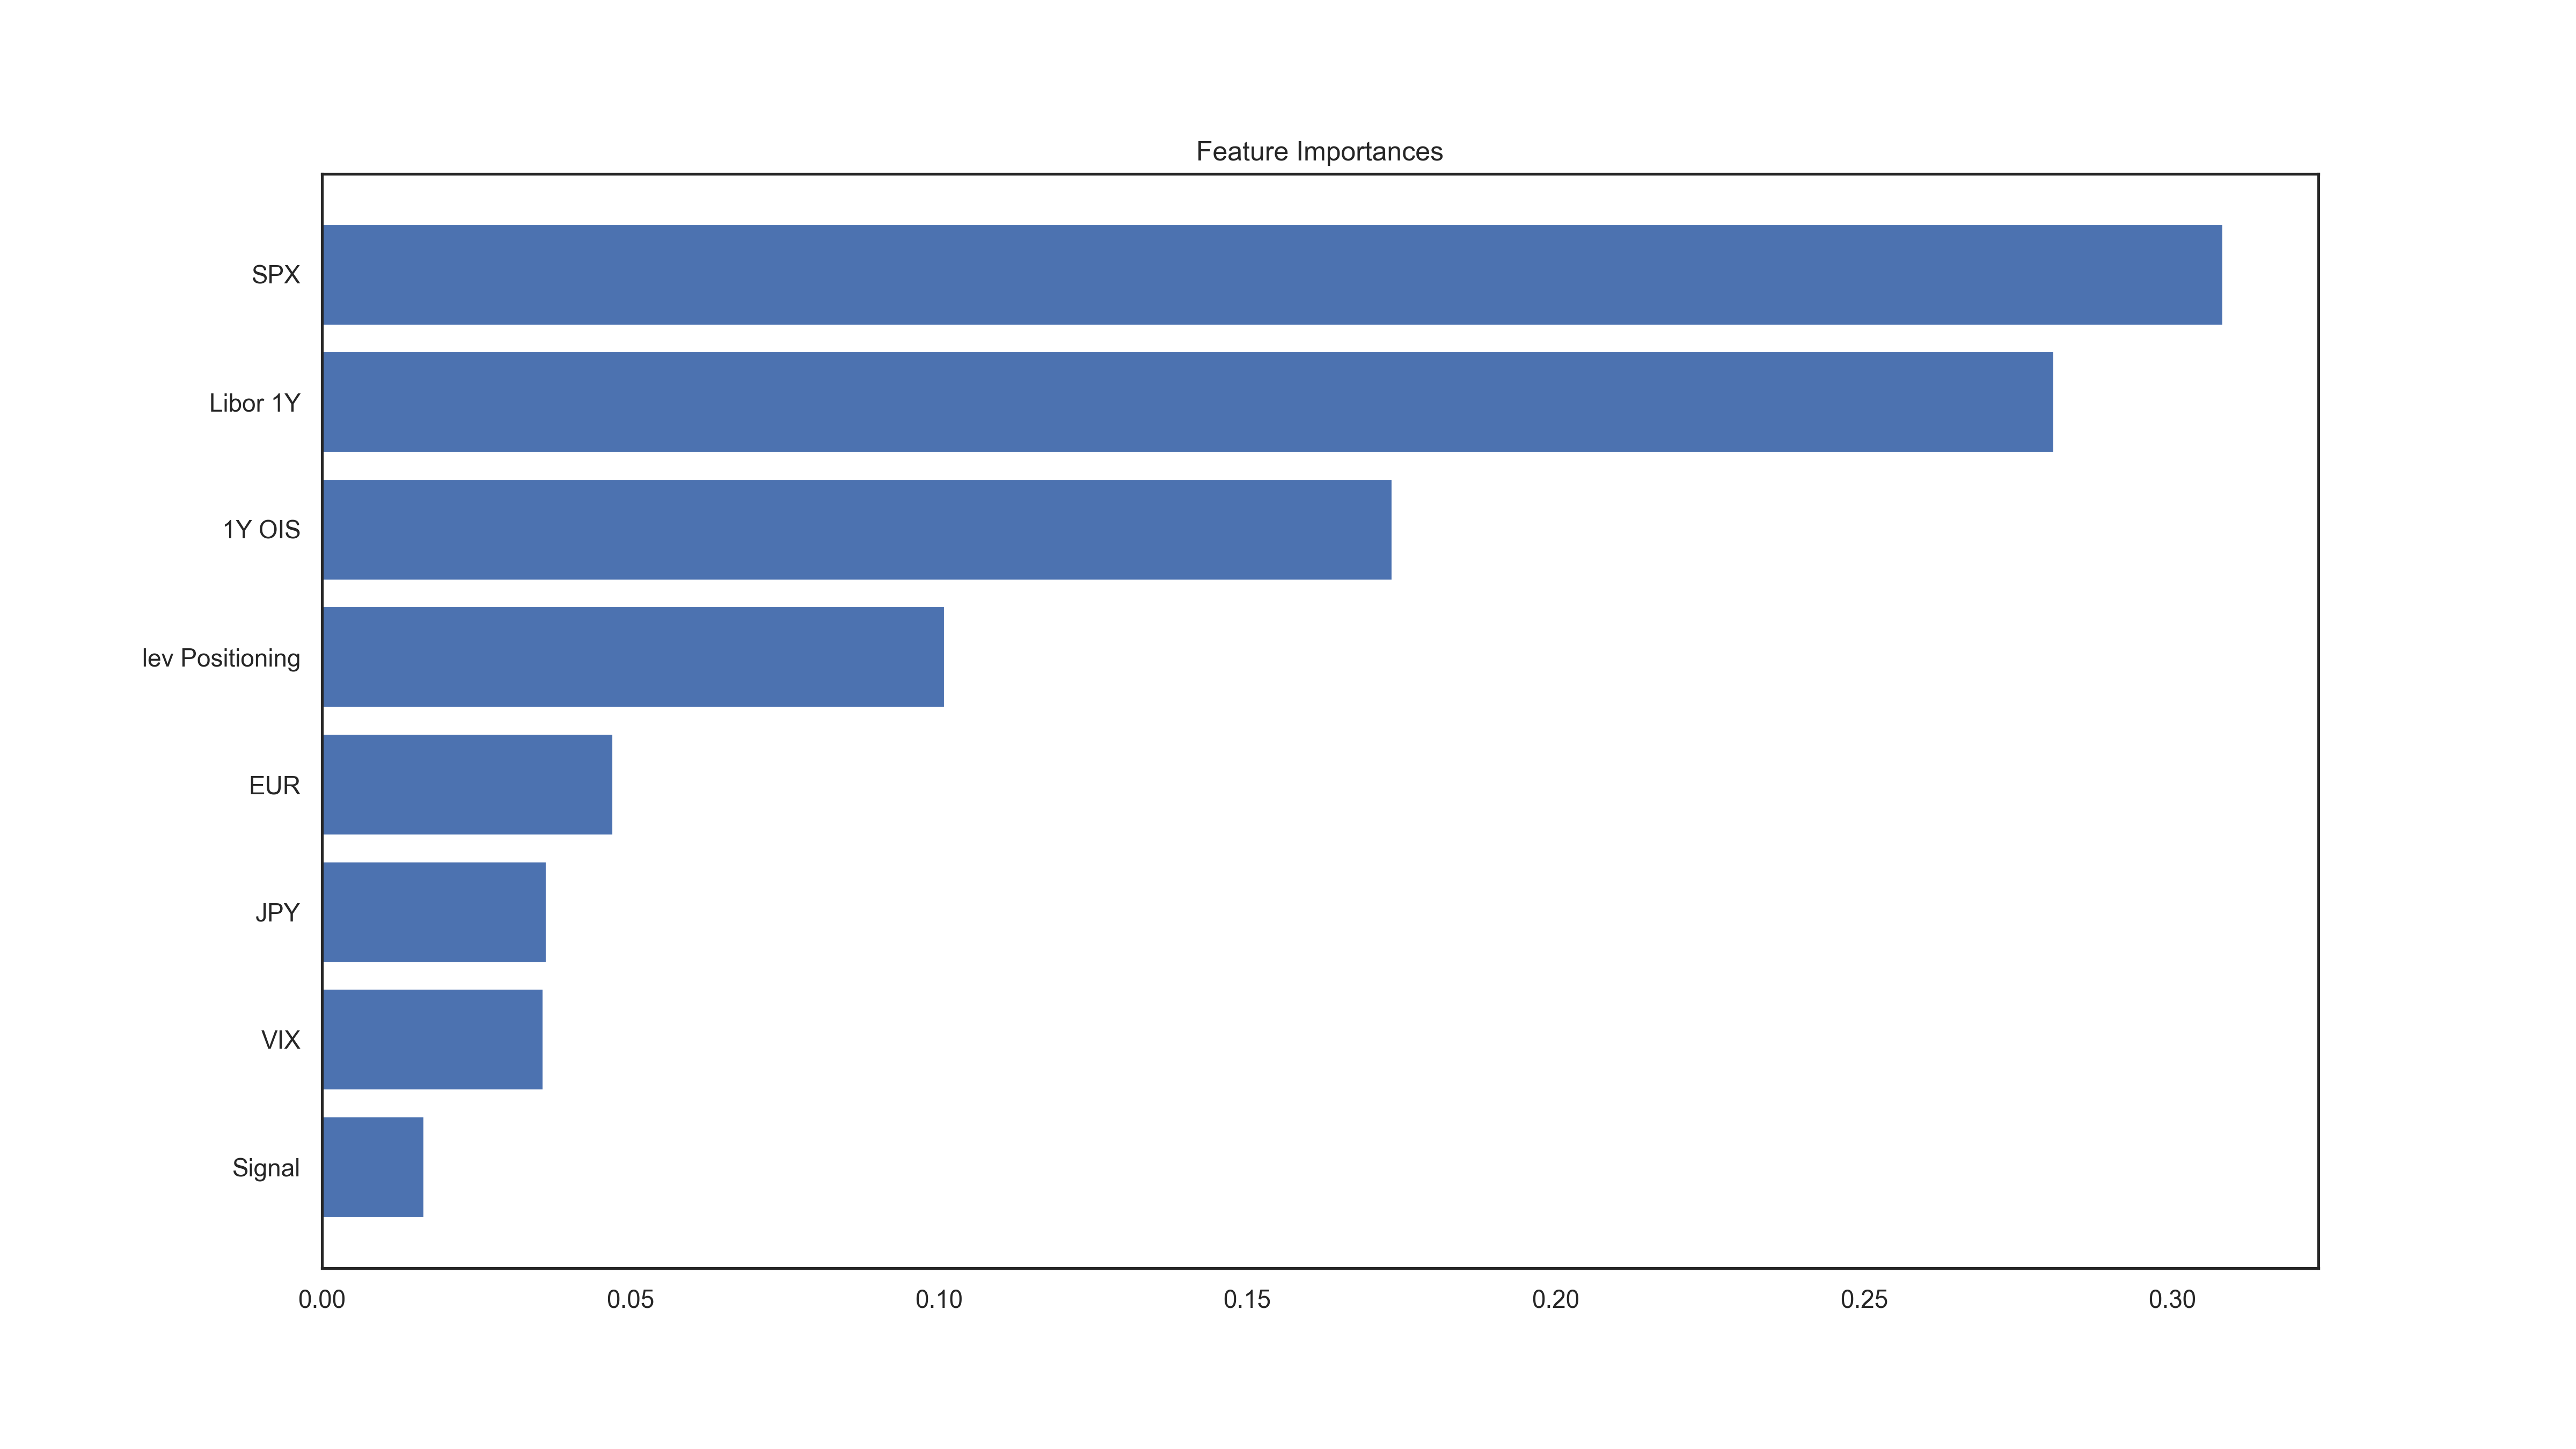 Feature Importances
SPX
Libor 1Y
1Y OIS
lev Positioning
EUR
JPY
VIX
Signal
0.00 0.05 0.10 0.15 0.20 0.25 0.30